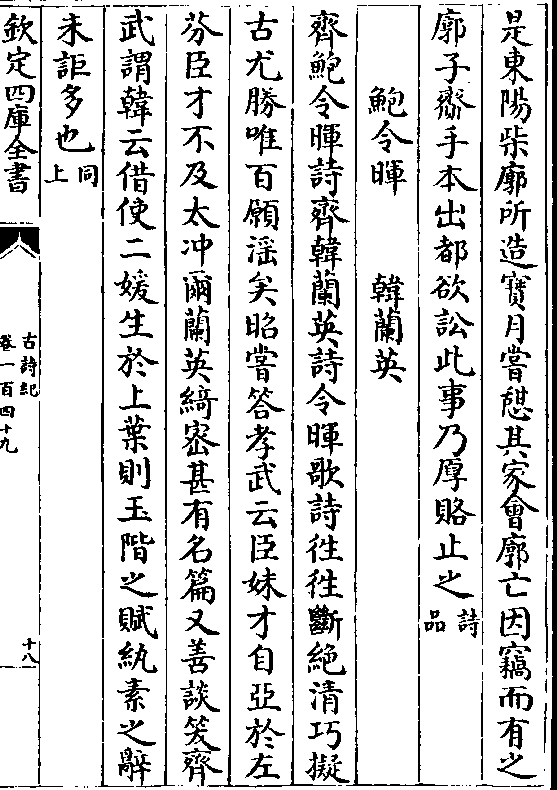 是東陽柴廓所造寶月嘗憇其家會廓亡因竊而有之
廓子齎手本出都欲訟此事乃厚賂止之詩品
鮑令暉　韓蘭英
齊鮑令暉詩齊韓蘭英詩令暉歌詩徃徃斷絶清巧擬
古尤勝唯百願滛矣昭嘗答孝武云臣妹才自亞於左
芬臣才不及太冲爾蘭英綺宻甚有名篇又善談笑齊
武謂韓云借使二媛生於上葉則玉階之賦紈素之辭
未詎多也同上
欽定四庫全書
古詩紀
卷一百四十九
十八